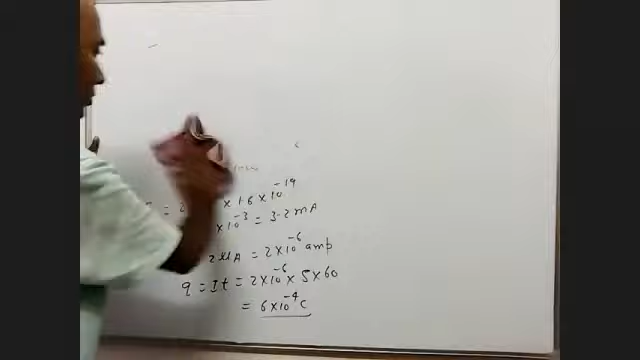 = 2 × 1.6 × 10⁻¹⁹
× 10⁻³ = 3.2 mA
2 μA = 2×10⁻⁶ amp
q = It = 2×10⁻⁶ × 5×60
= 6×10⁻⁴ C